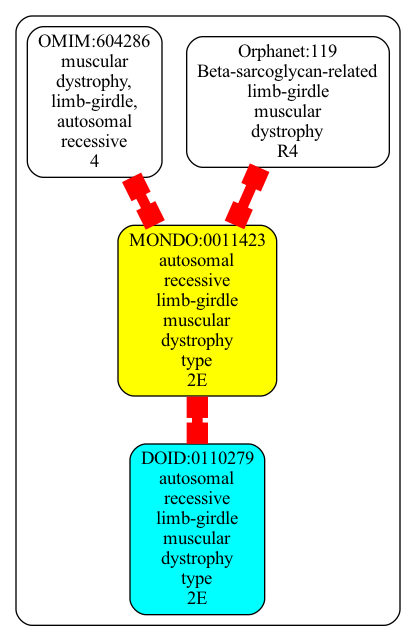 OMIM:604286
muscular
dystrophy,
limb-girdle,
autosomal
recessive
4
Orphanet:119
Beta-sarcoglycan-related
limb-girdle
muscular
dystrophy
R4
MONDO:0011423
autosomal
recessive
limb-girdle
muscular
dystrophy
type
2E
DOID:0110279
autosomal
recessive
limb-girdle
muscular
dystrophy
type
2E